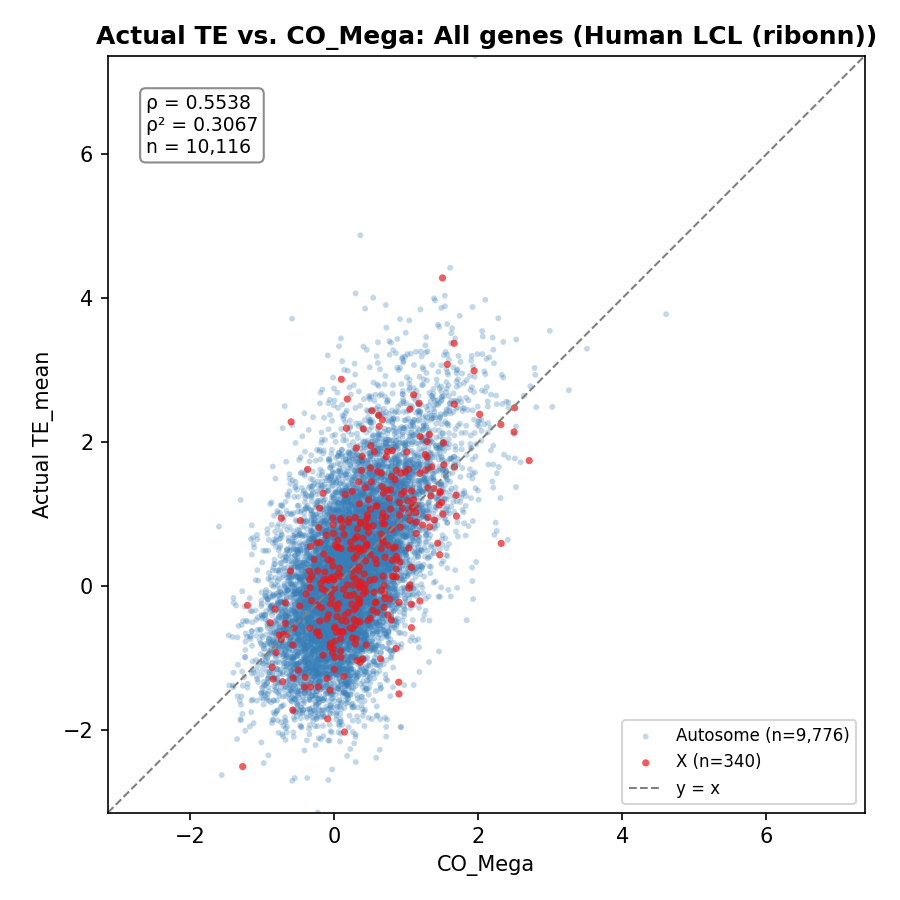 Actual TE vs. CO_Mega: All genes (Human LCL (ribonn))
ρ = 0.5538
ρ² = 0.3067
n = 10,116
6
4
2
0
−2
Actual TE_mean
Autosome (n=9,776)
X (n=340)
y = x
−2 0 2 4 6
CO_Mega